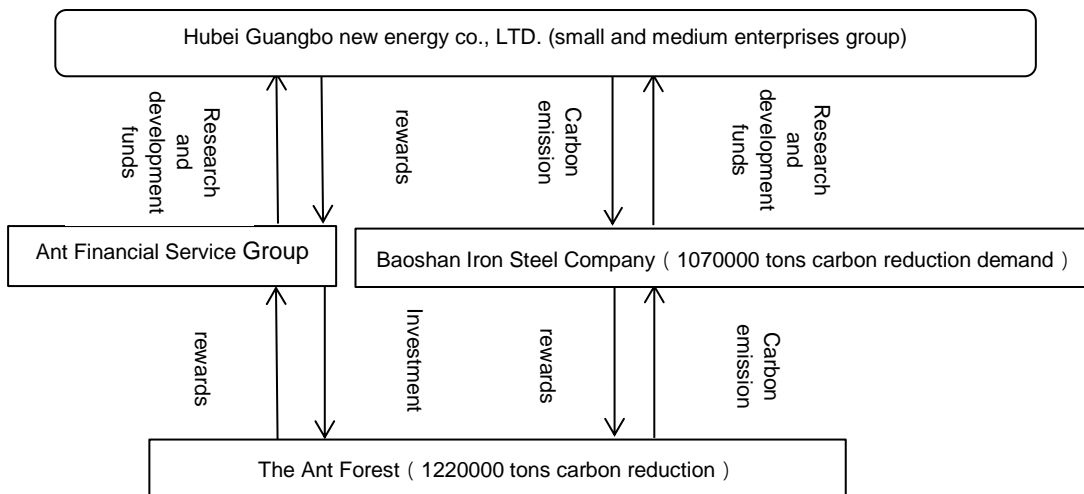 Hubei Guangbo new energy co., LTD. (small and medium enterprises group)
Research
and
development
funds
rewards
Carbon
emission
Research
and
development
funds
Ant Financial Service Group
Baoshan Iron Steel Company ( 1070000 tons carbon reduction demand )
rewards
Investment
rewards
Carbon
emission
The Ant Forest ( 1220000 tons carbon reduction )